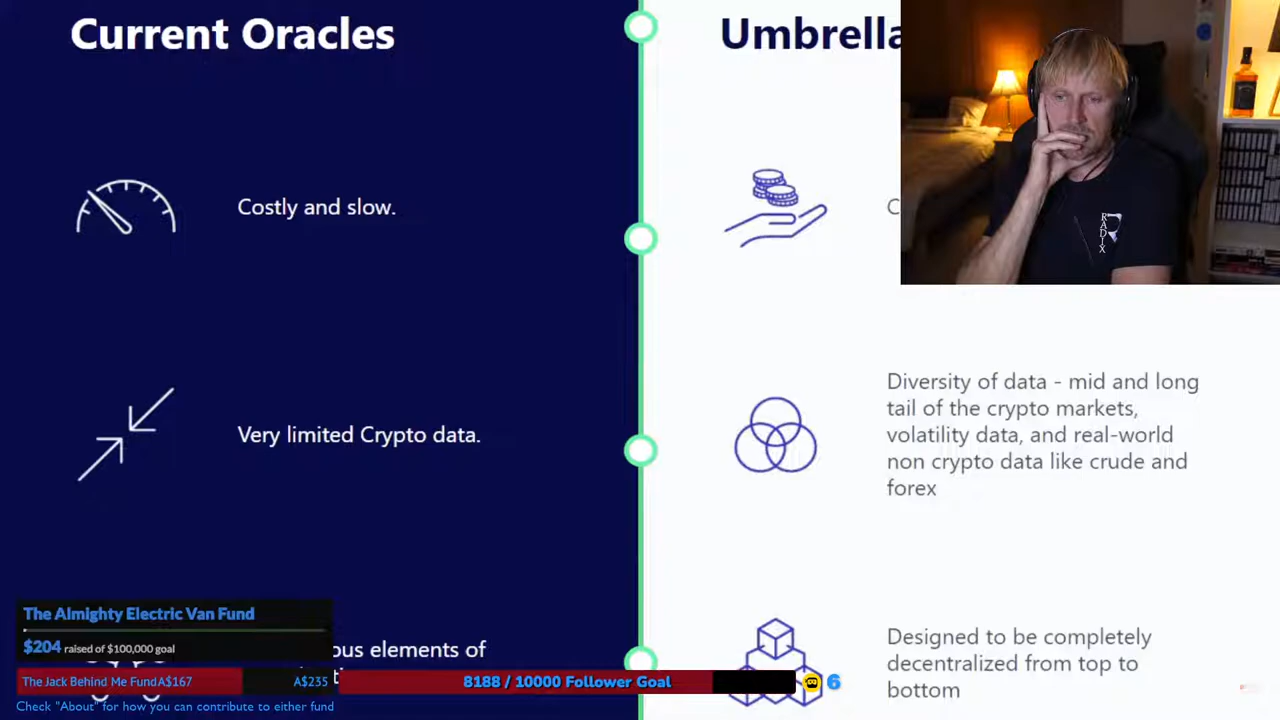 Current Oracles
Umbrella
Costly and slow.
C
RADIX
Very limited Crypto data.
Diversity of data - mid and long
tail of the crypto markets,
volatility data, and real-world
non crypto data like crude and
forex
The Almighty Electric Van Fund
$204 raised of $100,000 goal
ous elements of
Designed to be completely
decentralized from top to
bottom
The Jack Behind Me Fund A$167
A$235
8188 / 10000 Follower Goal
6
Check "About" for how you can contribute to either fund